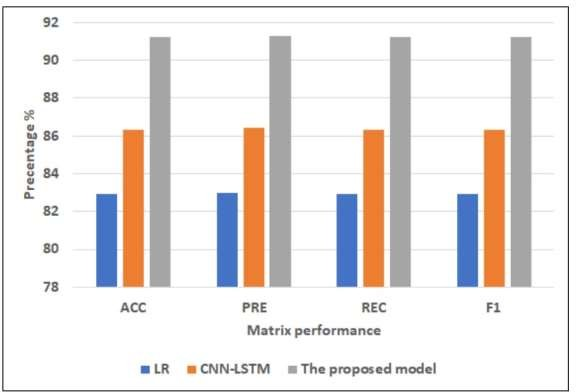 92
90
88
86
84
82
80
78
Precentage %
ACC PRE REC F1
Matrix performance
LR CNN-LSTM The proposed model